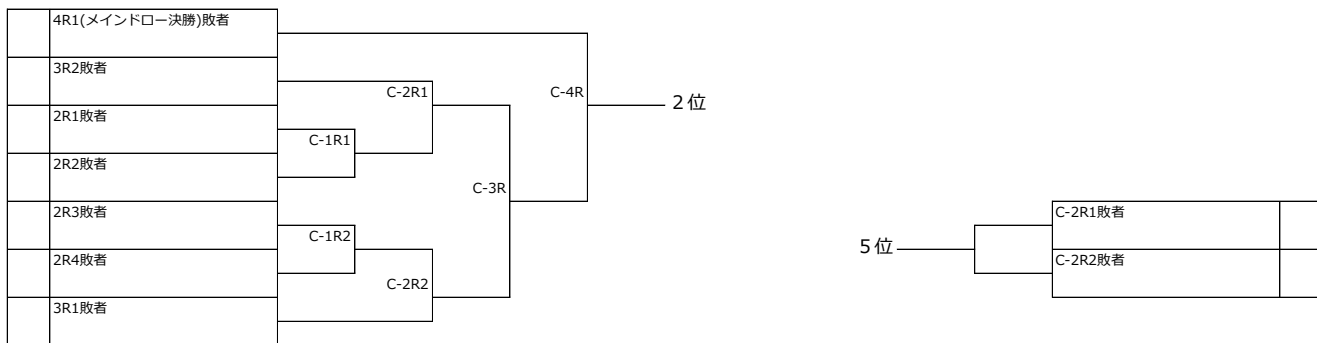 4R1(メインドロー決勝)敗者
3R2敗者
C-2R1
C-4R
２位
2R1敗者
C-1R1
2R2敗者
C-3R
2R3敗者
C-1R2
2R4敗者
C-2R2
3R1敗者
C-2R1敗者
５位
C-2R2敗者